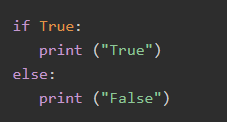 if True:
   print ("True")
else:
   print ("False")